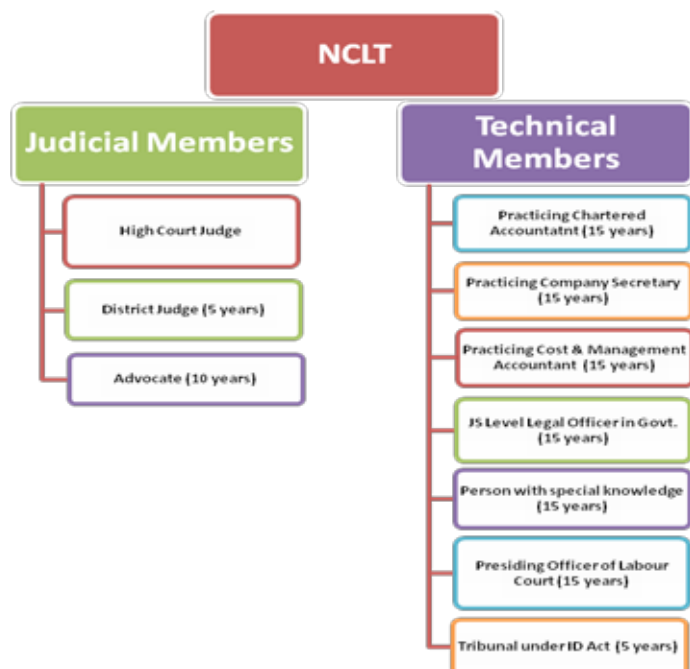 NCLT
Judicial Members
High Court Judge
District Judge (5 years)
Advocate (10 years)
Technical
Members
Practicing Chartered
Accountatnt (15 years)
Practicing Company Secretary
(15 years)
Practicing Cost & Management
Accountant (15 years)
JS Level Legal Officer in Govt.
(15 years)
Person with special knowledge
(15 years)
Presiding Officer of Labour
Court (15 years)
Tribunal under ID Act (5 years)